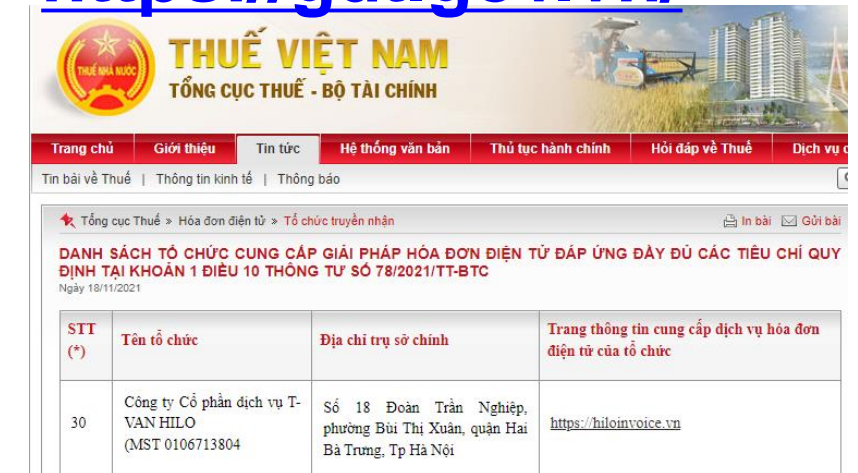 THUẾ VIỆT NAM
THUẾ NHÀ NƯỚC
TỔNG CỤC THUẾ - BỘ TÀI CHÍNH
Trang chủ Giới thiệu Tin tức Hệ thống văn bản Thủ tục hành chính Hỏi đáp về Thuế Dịch vụ
Tin bài về Thuế | Thông tin kinh tế | Thông báo
Tổng cục Thuế » Hóa đơn điện tử » Tổ chức truyền nhận In bài Gửi bài
DANH SÁCH TỔ CHỨC CUNG CẤP GIẢI PHÁP HÓA ĐƠN ĐIỆN TỬ ĐÁP ỨNG ĐẦY ĐỦ CÁC TIÊU CHÍ QUY
ĐỊNH TẠI KHOẢN 1 ĐIỀU 10 THÔNG TƯ SỐ 78/2021/TT-BTC
Ngày 18/11/2021
STT
(*)
Tên tổ chức
Địa chỉ trụ sở chính
Trang thông tin cung cấp dịch vụ hóa đơn
điện tử của tổ chức
30
Công ty Cổ phần dịch vụ T-
VAN HILO
(MST 0106713804
Số 18 Đoàn Trần Nghiệp,
phường Bùi Thị Xuân, quận Hai
Bà Trưng, Tp Hà Nội
https://hiloinvoice.vn